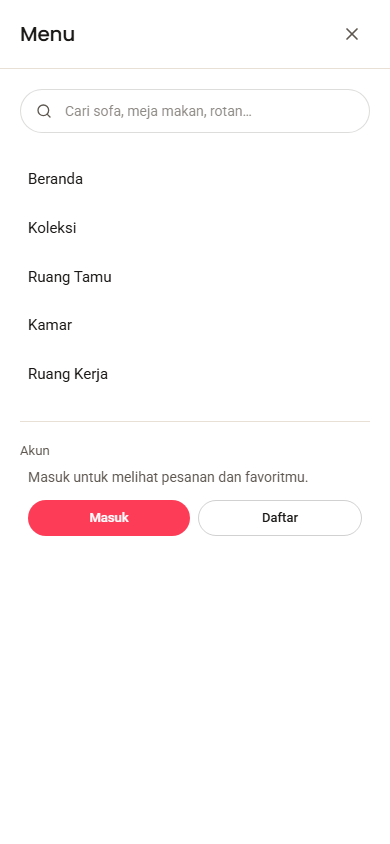 Menu
Cari sofa, meja makan, rotan…
Beranda
Koleksi
Ruang Tamu
Kamar
Ruang Kerja
Akun
Masuk untuk melihat pesanan dan favoritmu.
Masuk
Daftar